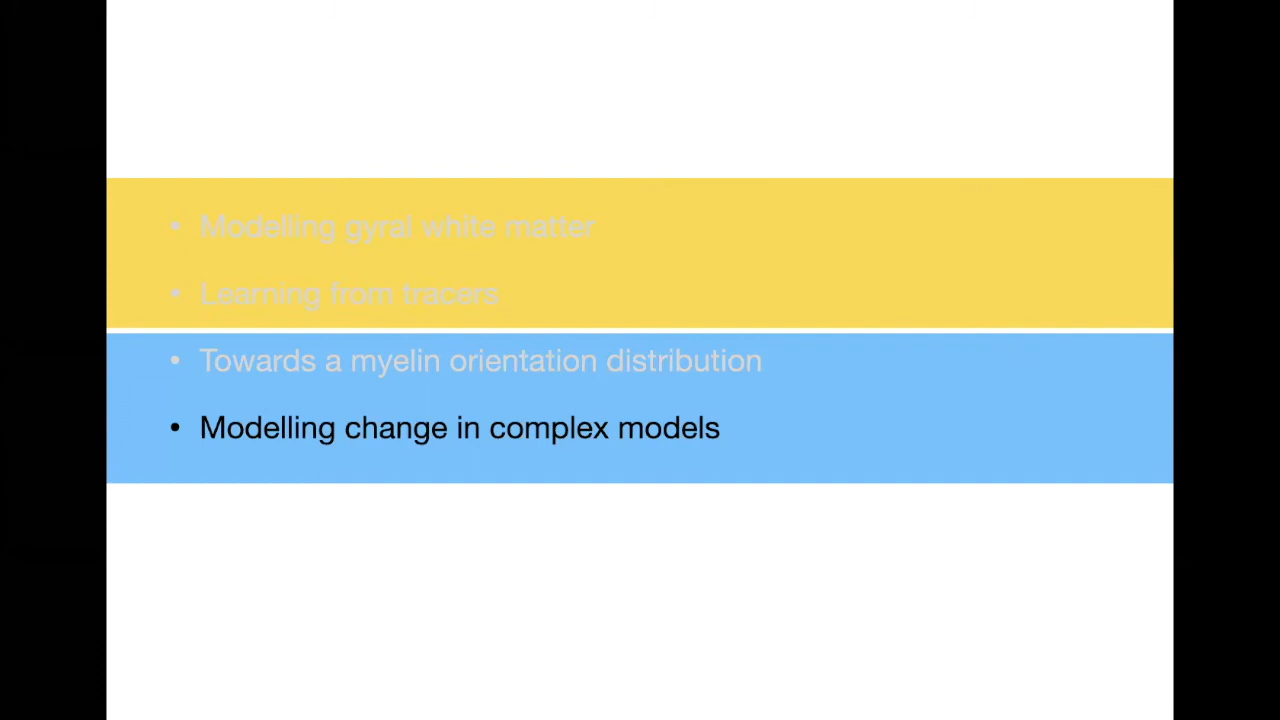 • Modelling gyral white matter
• Learning from tracers
• Towards a myelin orientation distribution
• Modelling change in complex models